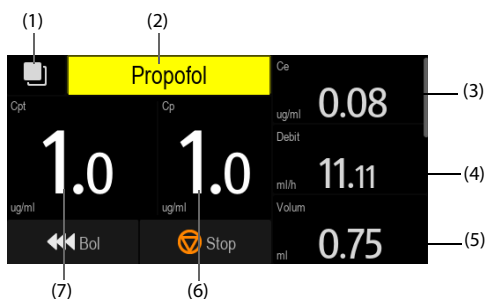 (1)
(2)
Propofol
Ce
ug/ml 0.08
(3)
Cpt
1.0
ug/ml
Cp
1.0
ug/ml
Debit
ml/h 11.11
(4)
Volum
ml 0.75
(5)
Bol
Stop
(7)
(6)